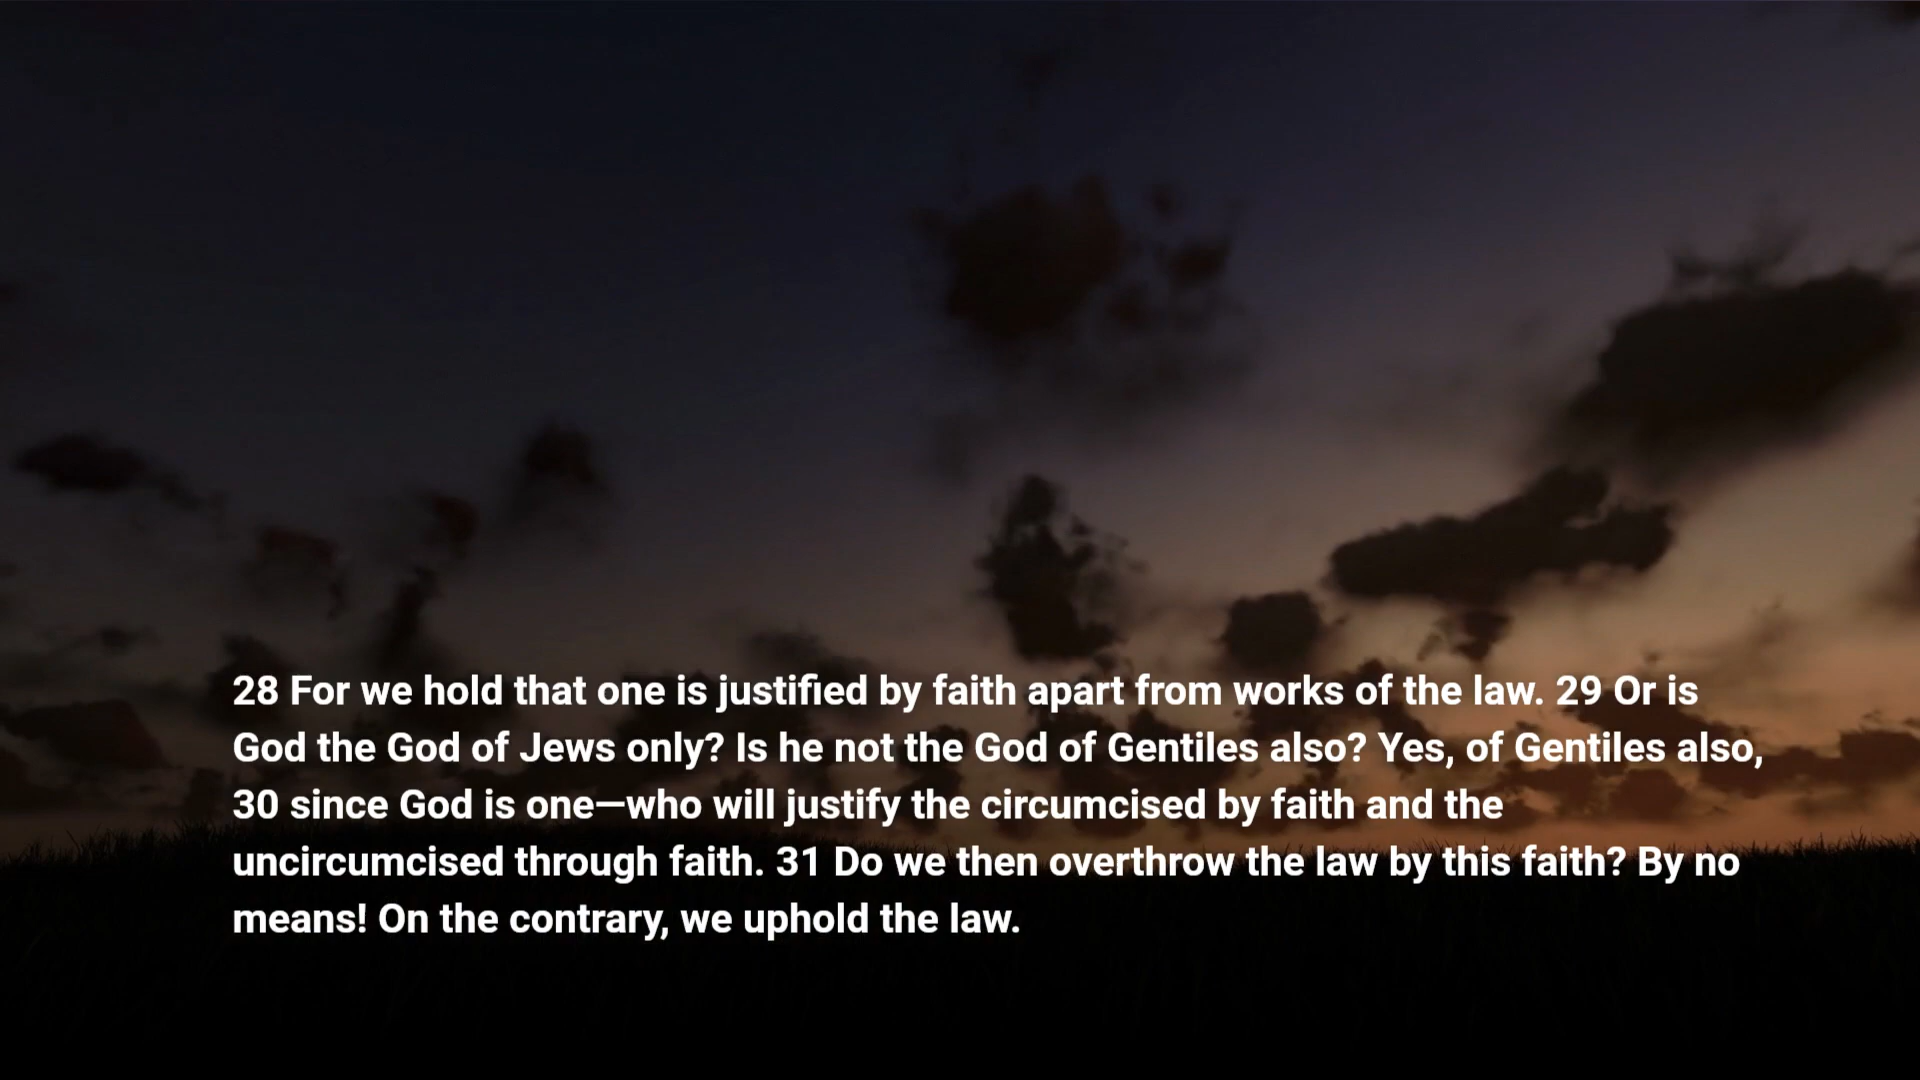 28 For we hold that one is justified by faith apart from works of the law. 29 Or is
God the God of Jews only? Is he not the God of Gentiles also? Yes, of Gentiles also,
30 since God is one—who will justify the circumcised by faith and the
uncircumcised through faith. 31 Do we then overthrow the law by this faith? By no
means! On the contrary, we uphold the law.